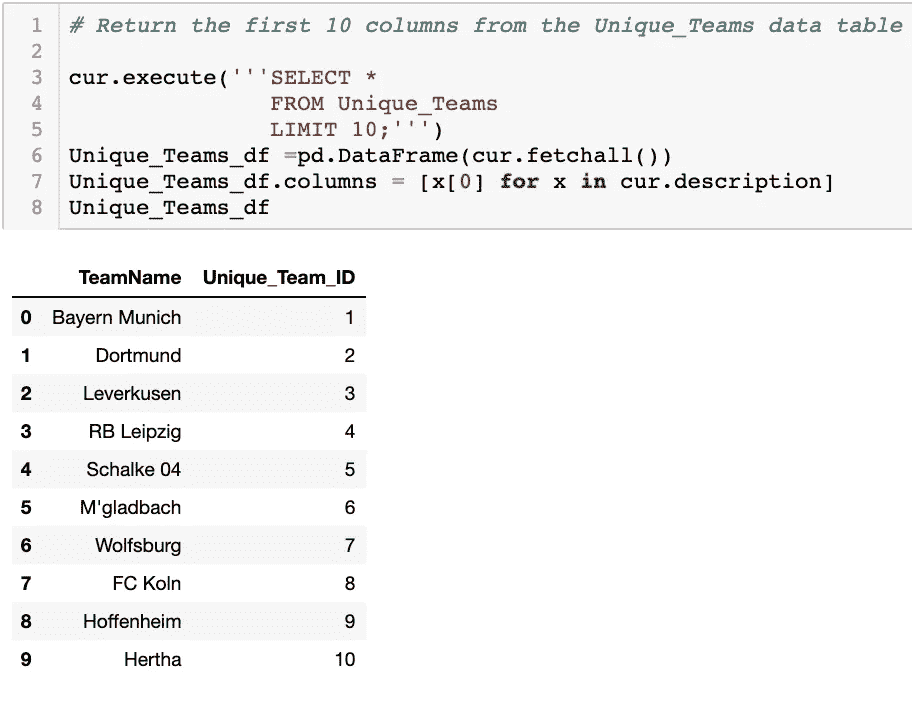 1 # Return the first 10 columns from the Unique_Teams data table
2
3 cur.execute('''SELECT *
4 FROM Unique_Teams
5 LIMIT 10;''')
6 Unique_Teams_df =pd.DataFrame(cur.fetchall())
7 Unique_Teams_df.columns = [x[0] for x in cur.description]
8 Unique_Teams_df
TeamName Unique_Team_ID
0 Bayern Munich 1
1 Dortmund 2
2 Leverkusen 3
3 RB Leipzig 4
4 Schalke 04 5
5 M'gladbach 6
6 Wolfsburg 7
7 FC Koln 8
8 Hoffenheim 9
9 Hertha 10